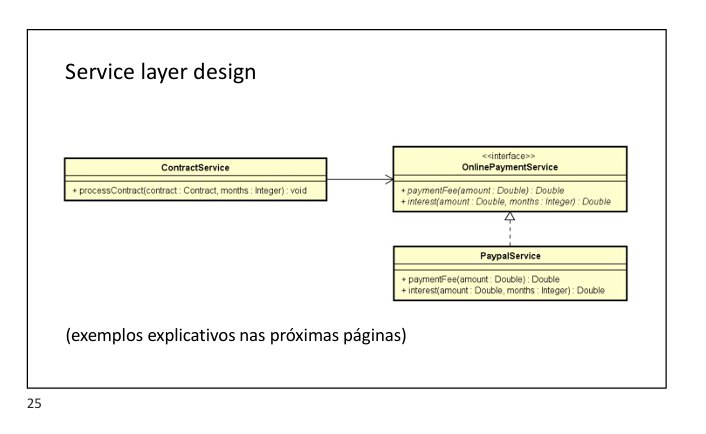 Service layer design
ContractService
+ processContract(contract : Contract, months : Integer) : void
<<interface>>
OnlinePaymentService
+ paymentFee(amount : Double) : Double
+ interest(amount : Double, months : Integer) : Double
PaypalService
+ paymentFee(amount : Double) : Double
+ interest(amount : Double, months : Integer) : Double
(exemplos explicativos nas próximas páginas)
25